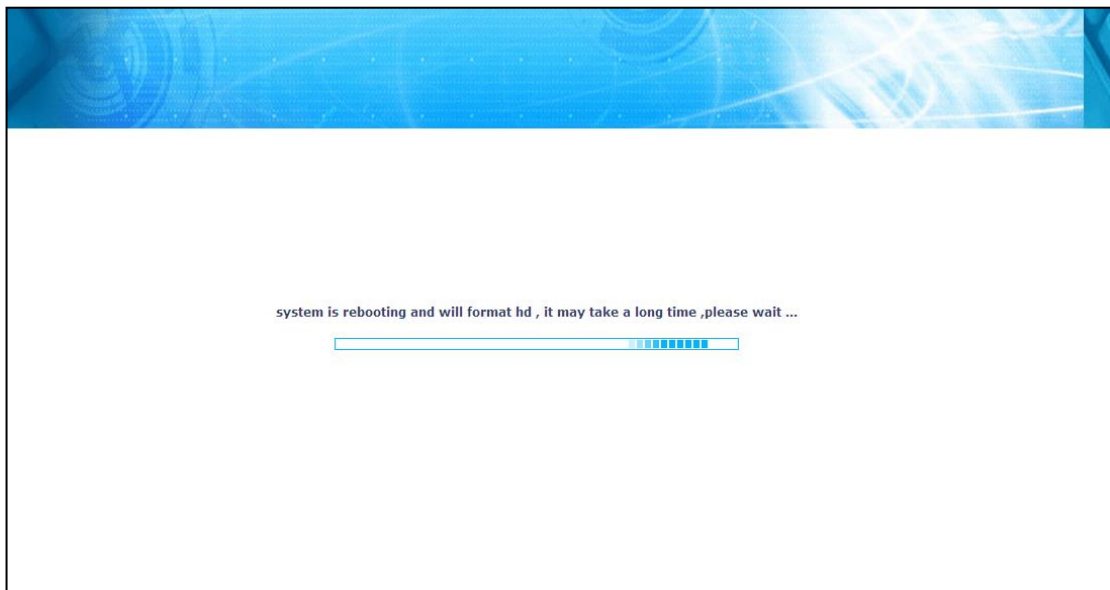 system is rebooting and will format hd , it may take a long time ,please wait ...